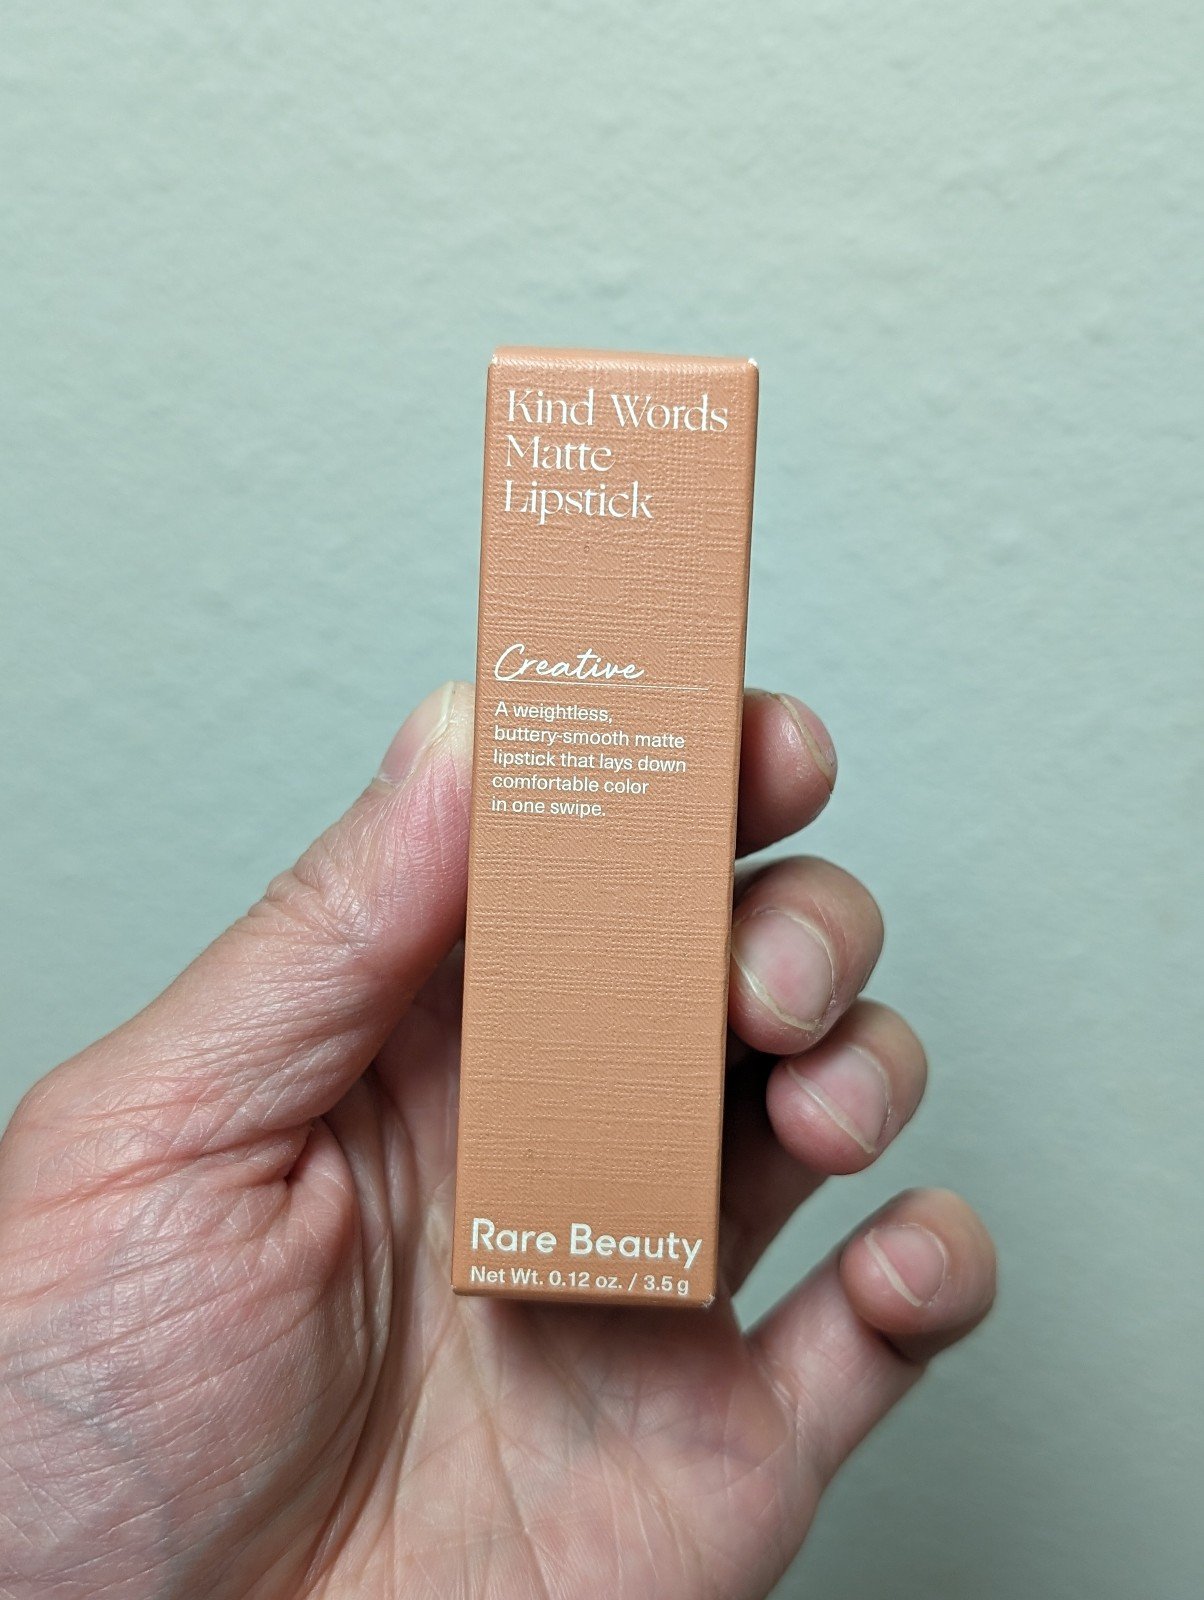 Kind Words
Matte
Lipstick
Creative
A weightless,
buttery-smooth matte
lipstick that lays down
comfortable color
in one swipe.
Rare Beauty
Net Wt. 0.12 oz. / 3.5 g